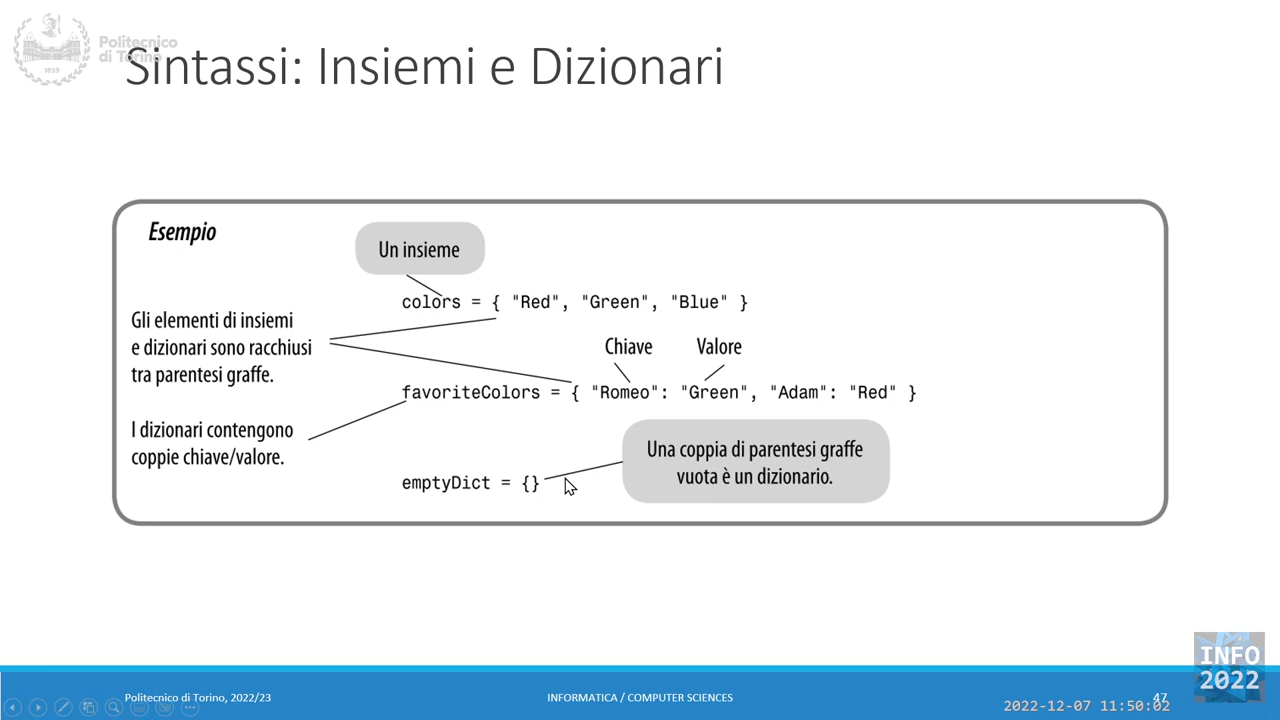 Politecnico
di Torino
1859
Sintassi: Insiemi e Dizionari
Esempio
Un insieme
colors = { "Red", "Green", "Blue" }
Gli elementi di insiemi
e dizionari sono racchiusi
tra parentesi graffe.
Chiave
Valore
favoriteColors = { "Romeo": "Green", "Adam": "Red" }
I dizionari contengono
coppie chiave/valore.
Una coppia di parentesi graffe
vuota è un dizionario.
emptyDict = {}
INFO
2022
Politecnico di Torino, 2022/23
INFORMATICA / COMPUTER SCIENCES
47
2022-12-07 11:50:02